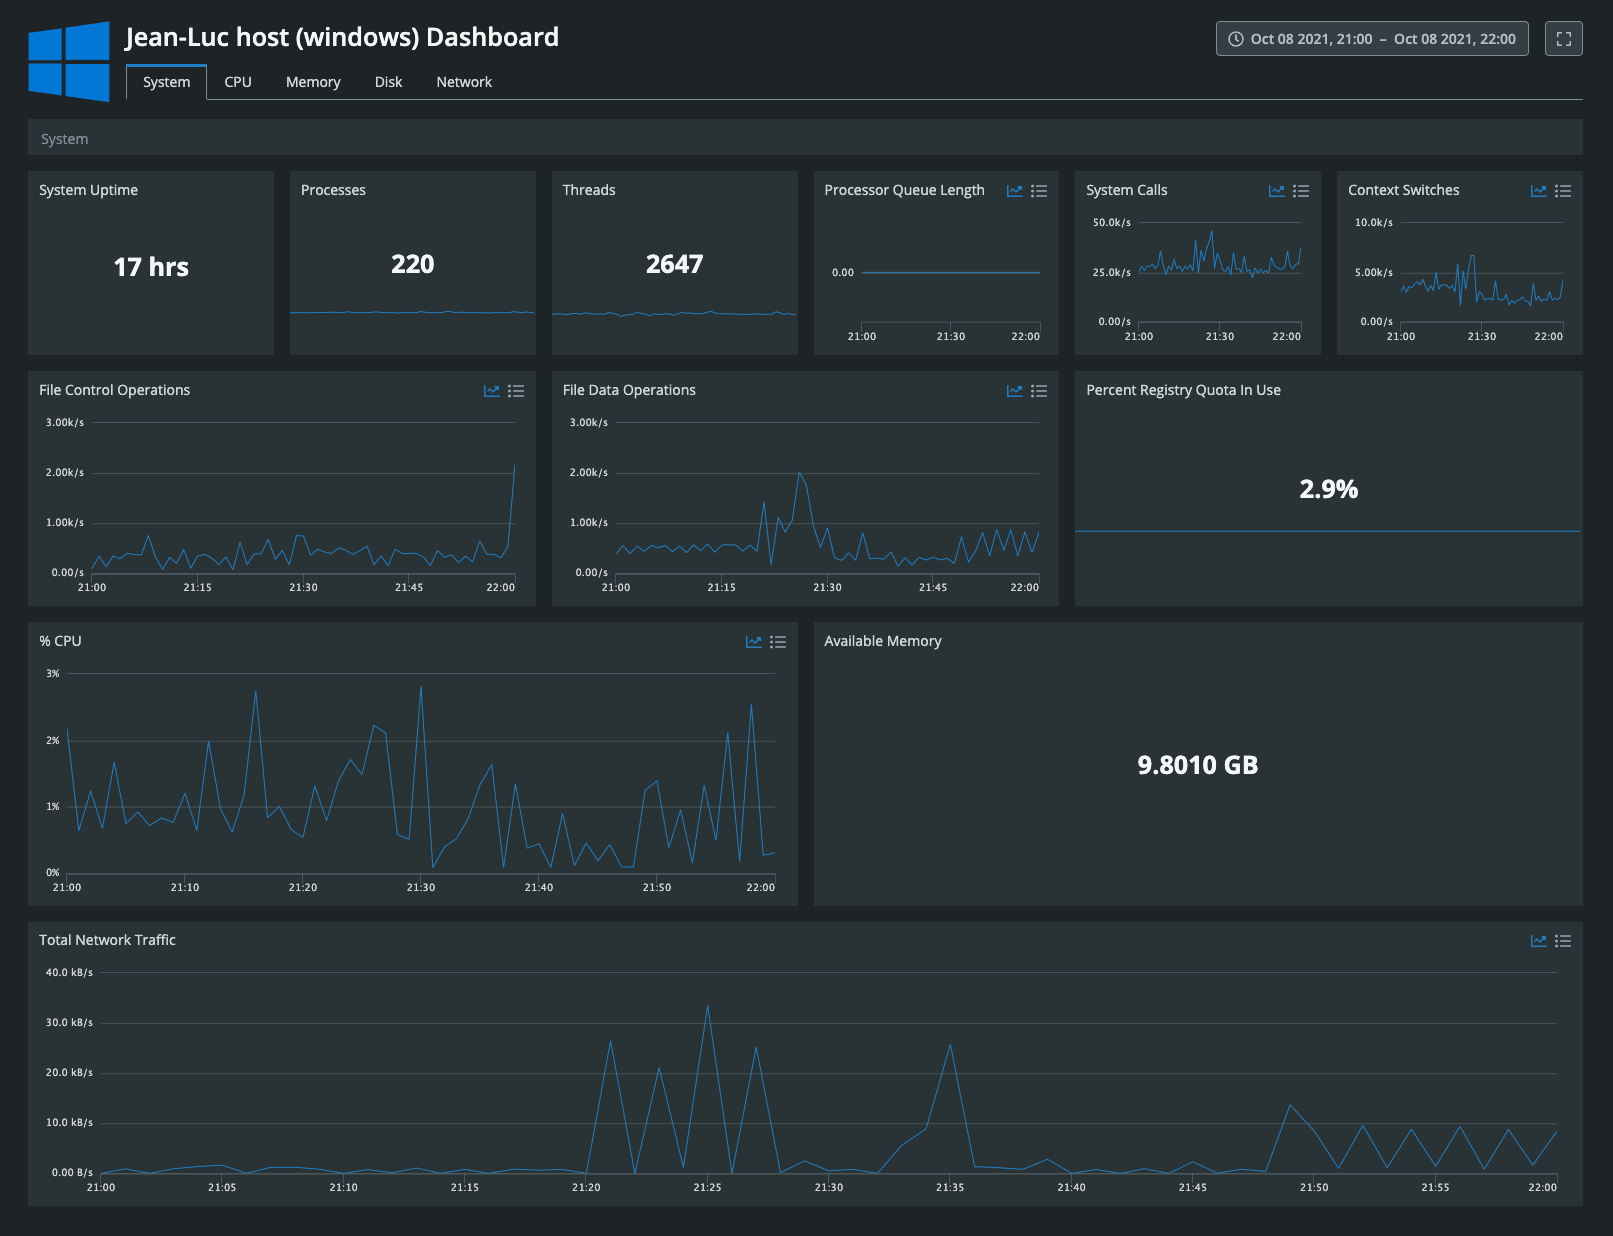 Jean-Luc host (windows) Dashboard
Oct 08 2021, 21:00 – Oct 08 2021, 22:00
System CPU Memory Disk Network
System
System Uptime
17 hrs
Processes
220
Threads
2647
Processor Queue Length
0.00
21:00 21:30 22:00
System Calls
50.0k/s
25.0k/s
0.00/s
21:00 21:30 22:00
Context Switches
10.0k/s
5.00k/s
0.00/s
21:00 21:30 22:00
File Control Operations
3.00k/s
2.00k/s
1.00k/s
0.00/s
21:00 21:15 21:30 21:45 22:00
File Data Operations
3.00k/s
2.00k/s
1.00k/s
0.00/s
21:00 21:15 21:30 21:45 22:00
Percent Registry Quota In Use
2.9%
% CPU
3%
2%
1%
0%
21:00 21:10 21:20 21:30 21:40 21:50 22:00
Available Memory
9.8010 GB
Total Network Traffic
40.0 kB/s
30.0 kB/s
20.0 kB/s
10.0 kB/s
0.00 B/s
21:00 21:05 21:10 21:15 21:20 21:25 21:30 21:35 21:40 21:45 21:50 21:55 22:00